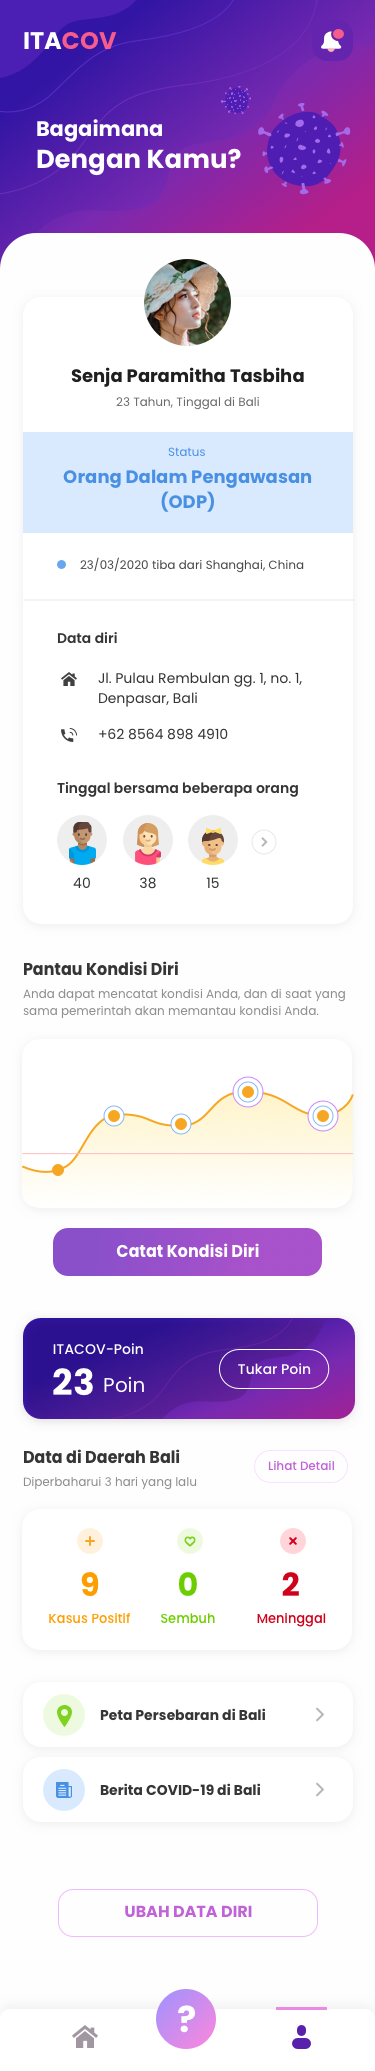 ITACOV
Bagaimana
Dengan Kamu?
Senja Paramitha Tasbiha
23 Tahun, Tinggal di Bali
Status
Orang Dalam Pengawasan
(ODP)
23/03/2020 tiba dari Shanghai, China
Data diri
Jl. Pulau Rembulan gg. 1, no. 1,
Denpasar, Bali
+62 8564 898 4910
Tinggal bersama beberapa orang
40 38 15
Pantau Kondisi Diri
Anda dapat mencatat kondisi Anda, dan di saat yang
sama pemerintah akan memantau kondisi Anda.
Catat Kondisi Diri
ITACOV-Poin
23 Poin
Tukar Poin
Data di Daerah Bali
Diperbaharui 3 hari yang lalu
Lihat Detail
9 0 2
Kasus Positif Sembuh Meninggal
Peta Persebaran di Bali
Berita COVID-19 di Bali
UBAH DATA DIRI
?